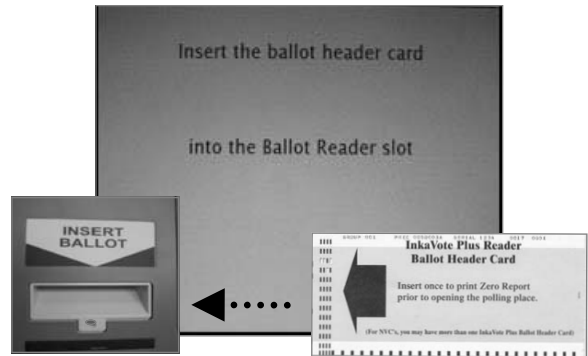 Insert the ballot header card
into the Ballot Reader slot
INSERT
BALLOT
InkaVote Plus Reader
Ballot Header Card
Insert once to print Zero Report
prior to opening the polling place.
(For NVC's, you may have more than one InkaVote Plus Ballot Header Card)